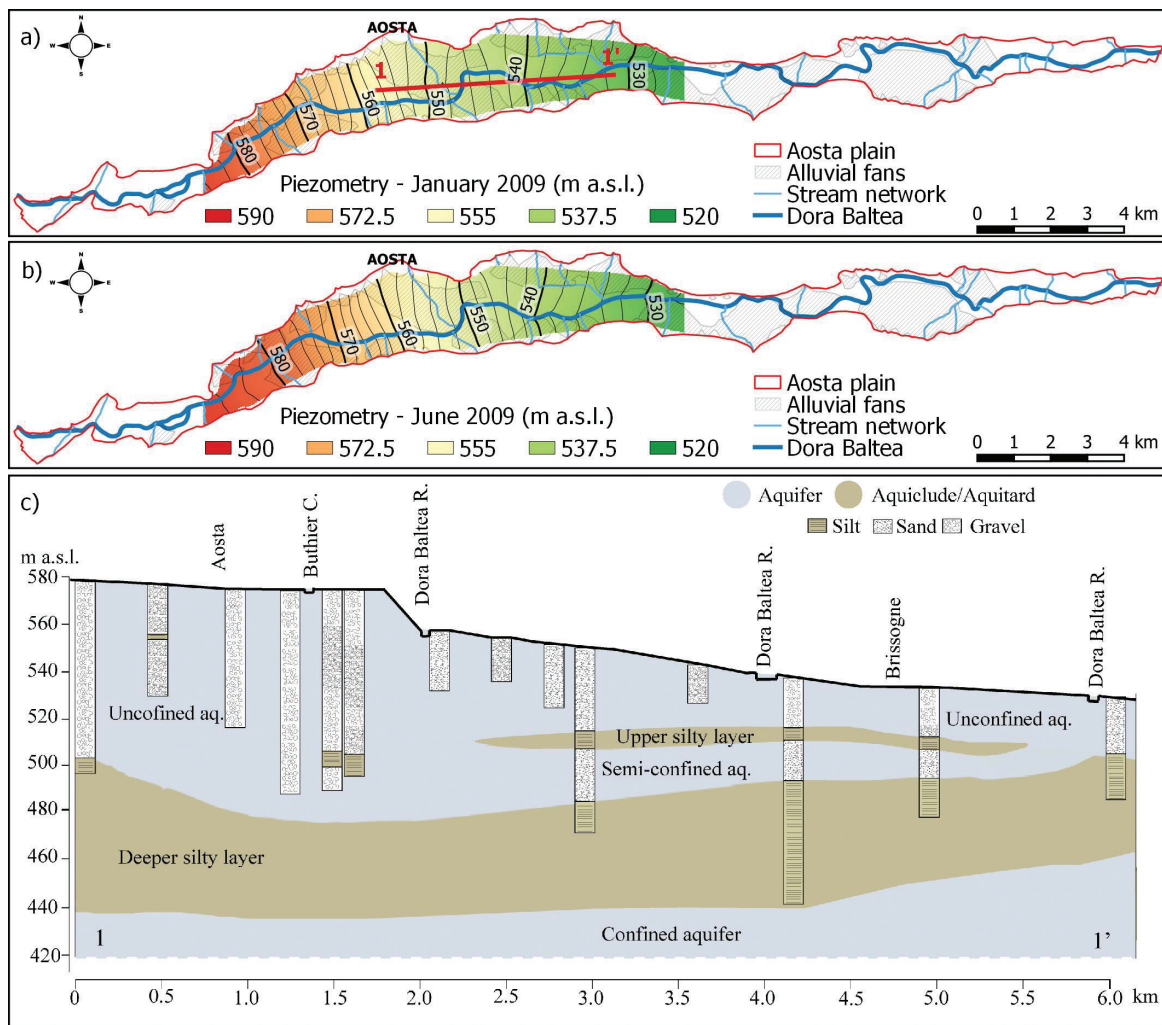 a)
N
W E
S
AOSTA
1
1'
580
570
560
550
540
530
Piezometry - January 2009 (m a.s.l.)
590 572.5 555 537.5 520
Aosta plain
Alluvial fans
Stream network
Dora Baltea
0 1 2 3 4 km
b)
N
W E
S
AOSTA
580
570
560
550
540
530
Piezometry - June 2009 (m a.s.l.)
590 572.5 555 537.5 520
Aosta plain
Alluvial fans
Stream network
Dora Baltea
0 1 2 3 4 km
c)
Aquifer Aquiclude/Aquitard
Silt Sand Gravel
m a.s.l.
Aosta
Buthier C.
Dora Baltea R.
Dora Baltea R.
Brissogne
Dora Baltea R.
580
560
540
520
500
480
460
440
420
Uncofined aq.
Upper silty layer
Unconfined aq.
Semi-confined aq.
Deeper silty layer
Confined aquifer
1
1’
0 0.5 1.0 1.5 2.0 2.5 3.0 3.5 4.0 4.5 5.0 5.5 6.0 km